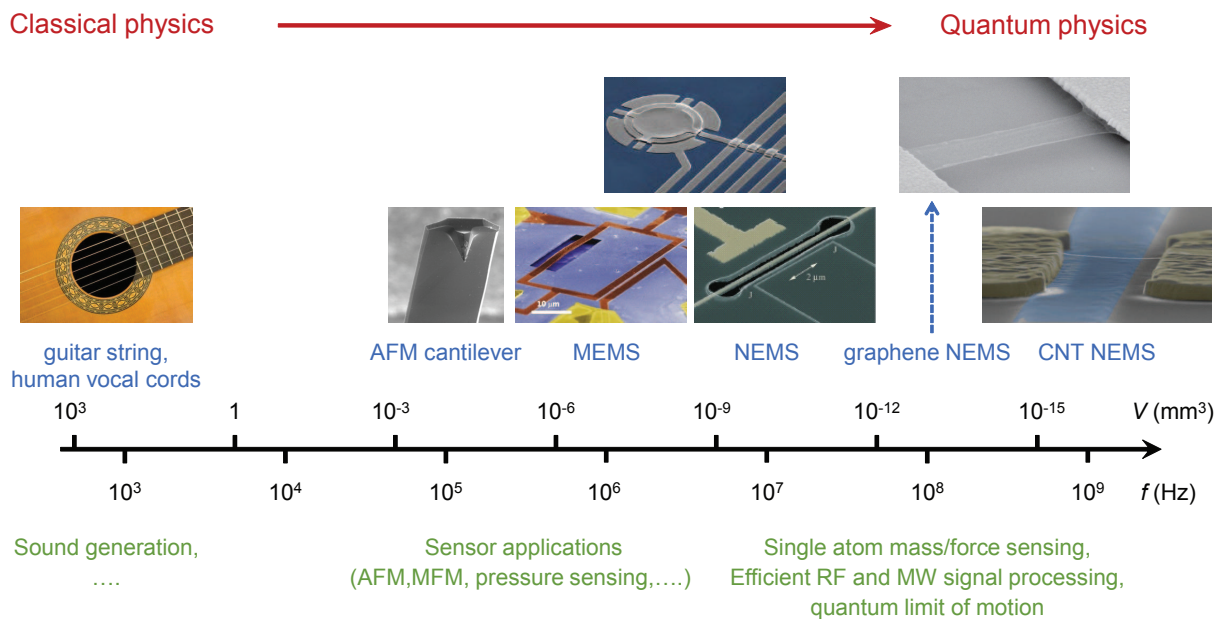 Classical physics
Quantum physics
10 μm
2 μm
J
J
guitar string,
human vocal cords
AFM cantilever
MEMS
NEMS
graphene NEMS
CNT NEMS
10³
1
10⁻³
10⁻⁶
10⁻⁹
10⁻¹²
10⁻¹⁵
V (mm³)
10³
10⁴
10⁵
10⁶
10⁷
10⁸
10⁹
f (Hz)
Sound generation,
….
Sensor applications
(AFM,MFM, pressure sensing,….)
Single atom mass/force sensing,
Efficient RF and MW signal processing,
quantum limit of motion